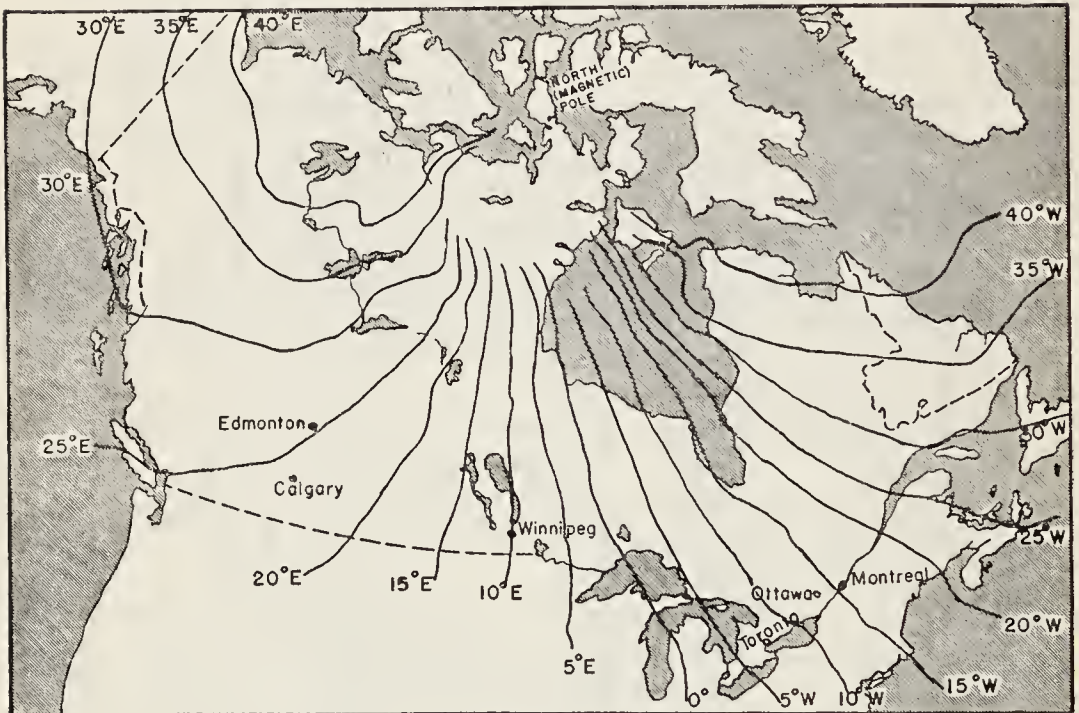 30°E
35°E
40°E
NORTH
(MAGNETIC)
POLE
30°E
40°W
35°W
Edmonton
25°E
30°W
Calgary
Winnipeg
25°W
20°E
15°E
10°E
Ottawa
Montreal
Toronto
20°W
5°E
15°W
0°
5°W
10°W